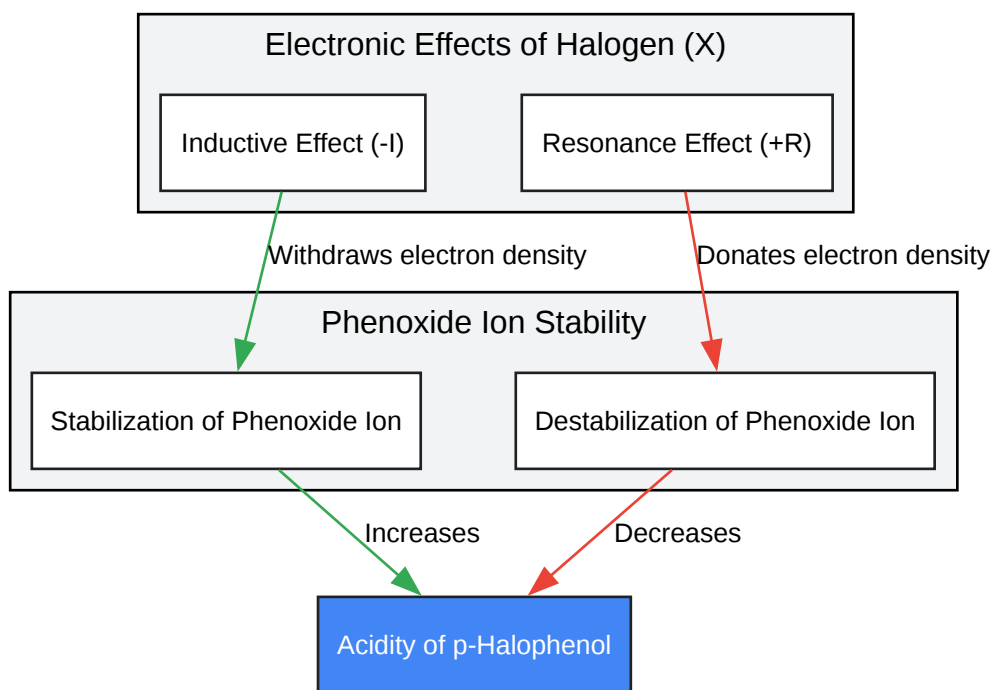 Electronic Effects of Halogen (X)
Inductive Effect (-I)
Resonance Effect (+R)
Withdraws electron density
Donates electron density
Phenoxide Ion Stability
Stabilization of Phenoxide Ion
Destabilization of Phenoxide Ion
Increases
Decreases
Acidity of p-Halophenol